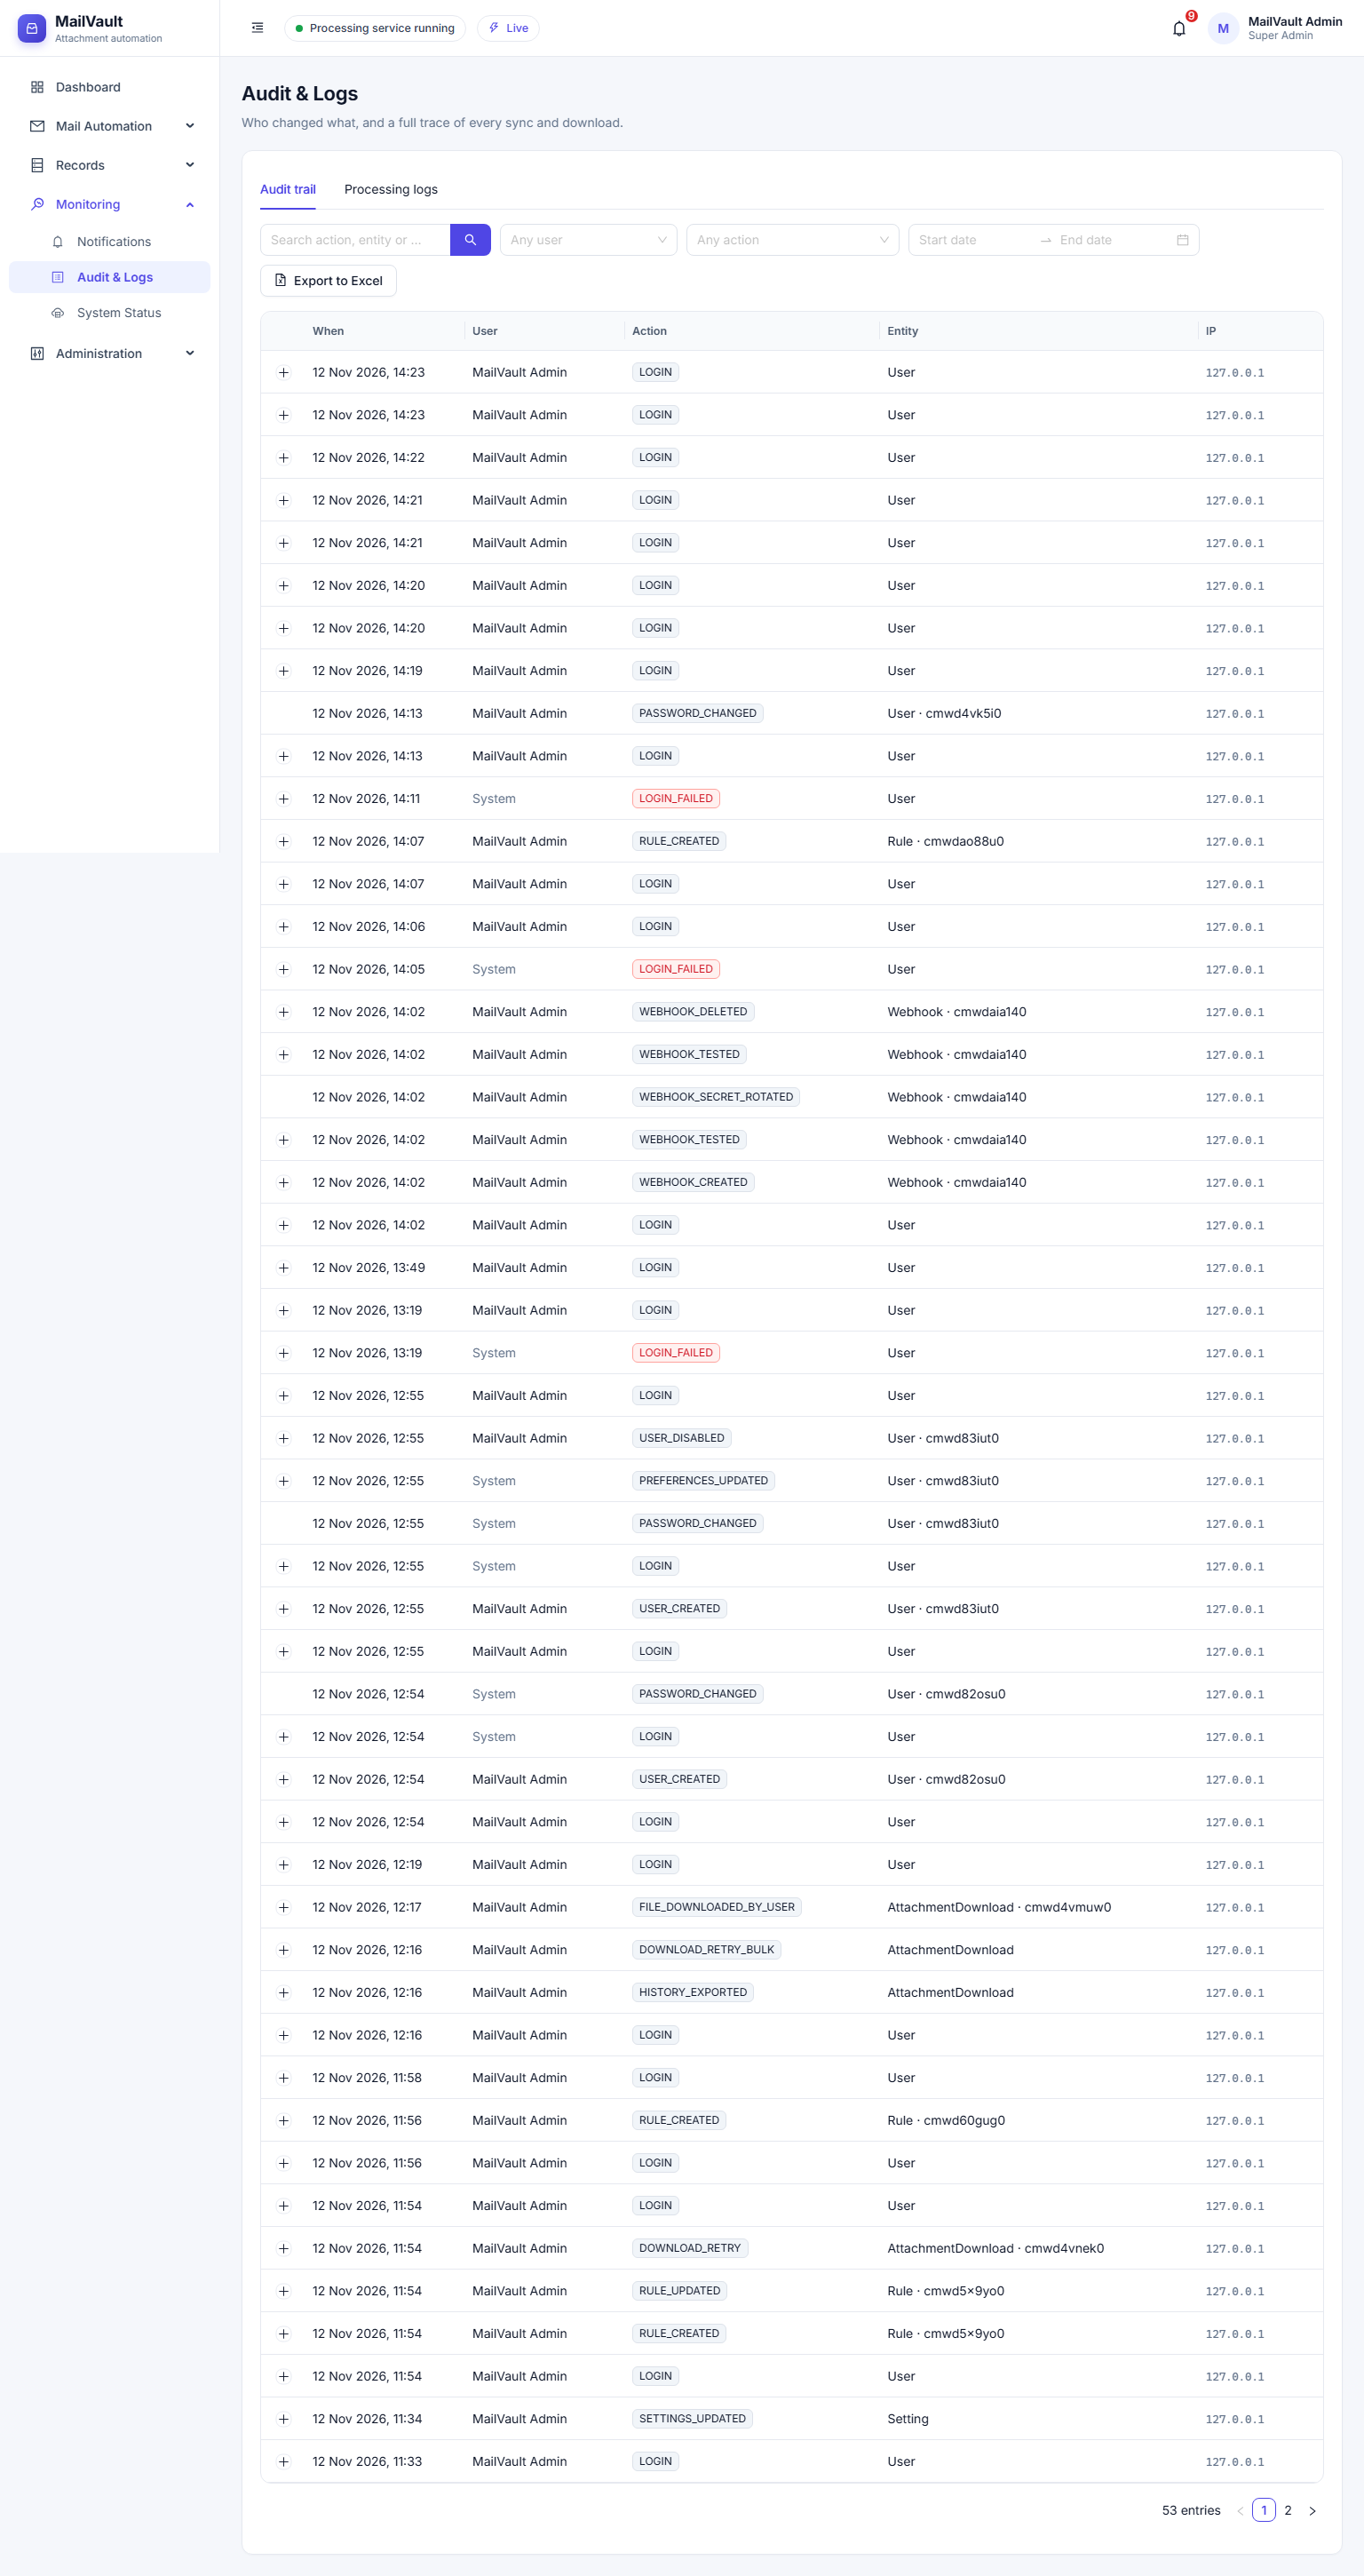 MailVault
Attachment automation
Processing service running
Live
9
M
MailVault Admin
Super Admin
Dashboard
Mail Automation
Records
Monitoring
Notifications
Audit & Logs
System Status
Administration
Audit & Logs
Who changed what, and a full trace of every sync and download.
Audit trail Processing logs
Search action, entity or ... Any user Any action Start date End date
Export to Excel
When User Action Entity IP
12 Nov 2026, 14:23 MailVault Admin LOGIN User 127.0.0.1
12 Nov 2026, 14:23 MailVault Admin LOGIN User 127.0.0.1
12 Nov 2026, 14:22 MailVault Admin LOGIN User 127.0.0.1
12 Nov 2026, 14:21 MailVault Admin LOGIN User 127.0.0.1
12 Nov 2026, 14:21 MailVault Admin LOGIN User 127.0.0.1
12 Nov 2026, 14:20 MailVault Admin LOGIN User 127.0.0.1
12 Nov 2026, 14:20 MailVault Admin LOGIN User 127.0.0.1
12 Nov 2026, 14:19 MailVault Admin LOGIN User 127.0.0.1
12 Nov 2026, 14:13 MailVault Admin PASSWORD_CHANGED User · cmwd4vk5i0 127.0.0.1
12 Nov 2026, 14:13 MailVault Admin LOGIN User 127.0.0.1
12 Nov 2026, 14:11 System LOGIN_FAILED User 127.0.0.1
12 Nov 2026, 14:07 MailVault Admin RULE_CREATED Rule · cmwdao88u0 127.0.0.1
12 Nov 2026, 14:07 MailVault Admin LOGIN User 127.0.0.1
12 Nov 2026, 14:06 MailVault Admin LOGIN User 127.0.0.1
12 Nov 2026, 14:05 System LOGIN_FAILED User 127.0.0.1
12 Nov 2026, 14:02 MailVault Admin WEBHOOK_DELETED Webhook · cmwdaia140 127.0.0.1
12 Nov 2026, 14:02 MailVault Admin WEBHOOK_TESTED Webhook · cmwdaia140 127.0.0.1
12 Nov 2026, 14:02 MailVault Admin WEBHOOK_SECRET_ROTATED Webhook · cmwdaia140 127.0.0.1
12 Nov 2026, 14:02 MailVault Admin WEBHOOK_TESTED Webhook · cmwdaia140 127.0.0.1
12 Nov 2026, 14:02 MailVault Admin WEBHOOK_CREATED Webhook · cmwdaia140 127.0.0.1
12 Nov 2026, 14:02 MailVault Admin LOGIN User 127.0.0.1
12 Nov 2026, 13:49 MailVault Admin LOGIN User 127.0.0.1
12 Nov 2026, 13:19 MailVault Admin LOGIN User 127.0.0.1
12 Nov 2026, 13:19 System LOGIN_FAILED User 127.0.0.1
12 Nov 2026, 12:55 MailVault Admin LOGIN User 127.0.0.1
12 Nov 2026, 12:55 MailVault Admin USER_DISABLED User · cmwd83iut0 127.0.0.1
12 Nov 2026, 12:55 System PREFERENCES_UPDATED User · cmwd83iut0 127.0.0.1
12 Nov 2026, 12:55 System PASSWORD_CHANGED User · cmwd83iut0 127.0.0.1
12 Nov 2026, 12:55 System LOGIN User 127.0.0.1
12 Nov 2026, 12:55 MailVault Admin USER_CREATED User · cmwd83iut0 127.0.0.1
12 Nov 2026, 12:55 MailVault Admin LOGIN User 127.0.0.1
12 Nov 2026, 12:54 System PASSWORD_CHANGED User · cmwd82osu0 127.0.0.1
12 Nov 2026, 12:54 System LOGIN User 127.0.0.1
12 Nov 2026, 12:54 MailVault Admin USER_CREATED User · cmwd82osu0 127.0.0.1
12 Nov 2026, 12:54 MailVault Admin LOGIN User 127.0.0.1
12 Nov 2026, 12:19 MailVault Admin LOGIN User 127.0.0.1
12 Nov 2026, 12:17 MailVault Admin FILE_DOWNLOADED_BY_USER AttachmentDownload · cmwd4vmuw0 127.0.0.1
12 Nov 2026, 12:16 MailVault Admin DOWNLOAD_RETRY_BULK AttachmentDownload 127.0.0.1
12 Nov 2026, 12:16 MailVault Admin HISTORY_EXPORTED AttachmentDownload 127.0.0.1
12 Nov 2026, 12:16 MailVault Admin LOGIN User 127.0.0.1
12 Nov 2026, 11:58 MailVault Admin LOGIN User 127.0.0.1
12 Nov 2026, 11:56 MailVault Admin RULE_CREATED Rule · cmwd60gug0 127.0.0.1
12 Nov 2026, 11:56 MailVault Admin LOGIN User 127.0.0.1
12 Nov 2026, 11:54 MailVault Admin LOGIN User 127.0.0.1
12 Nov 2026, 11:54 MailVault Admin DOWNLOAD_RETRY AttachmentDownload · cmwd4vnek0 127.0.0.1
12 Nov 2026, 11:54 MailVault Admin RULE_UPDATED Rule · cmwd5×9yo0 127.0.0.1
12 Nov 2026, 11:54 MailVault Admin RULE_CREATED Rule · cmwd5×9yo0 127.0.0.1
12 Nov 2026, 11:54 MailVault Admin LOGIN User 127.0.0.1
12 Nov 2026, 11:34 MailVault Admin SETTINGS_UPDATED Setting 127.0.0.1
12 Nov 2026, 11:33 MailVault Admin LOGIN User 127.0.0.1
53 entries 1 2